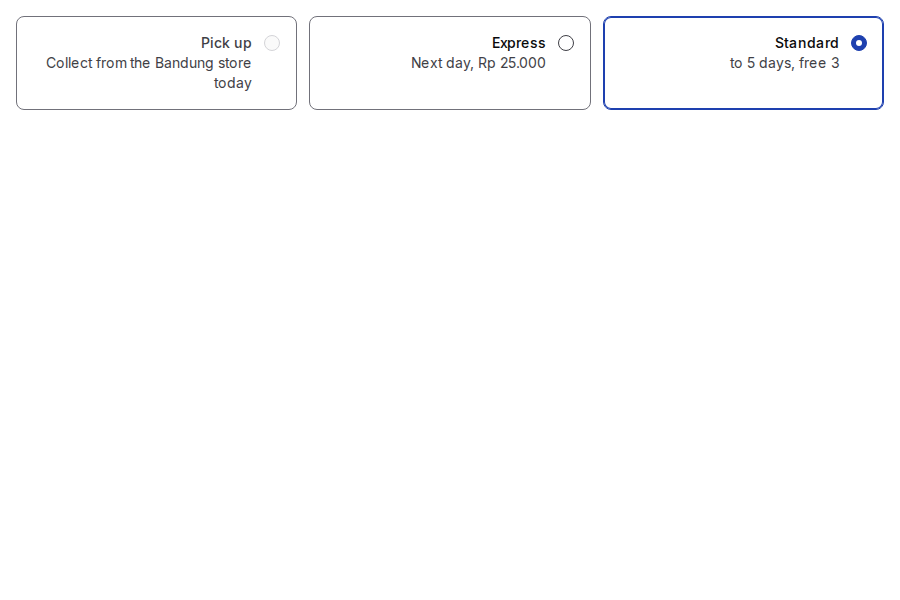 Pick up
Collect from the Bandung store
today
Express
Next day, Rp 25.000
Standard
to 5 days, free 3